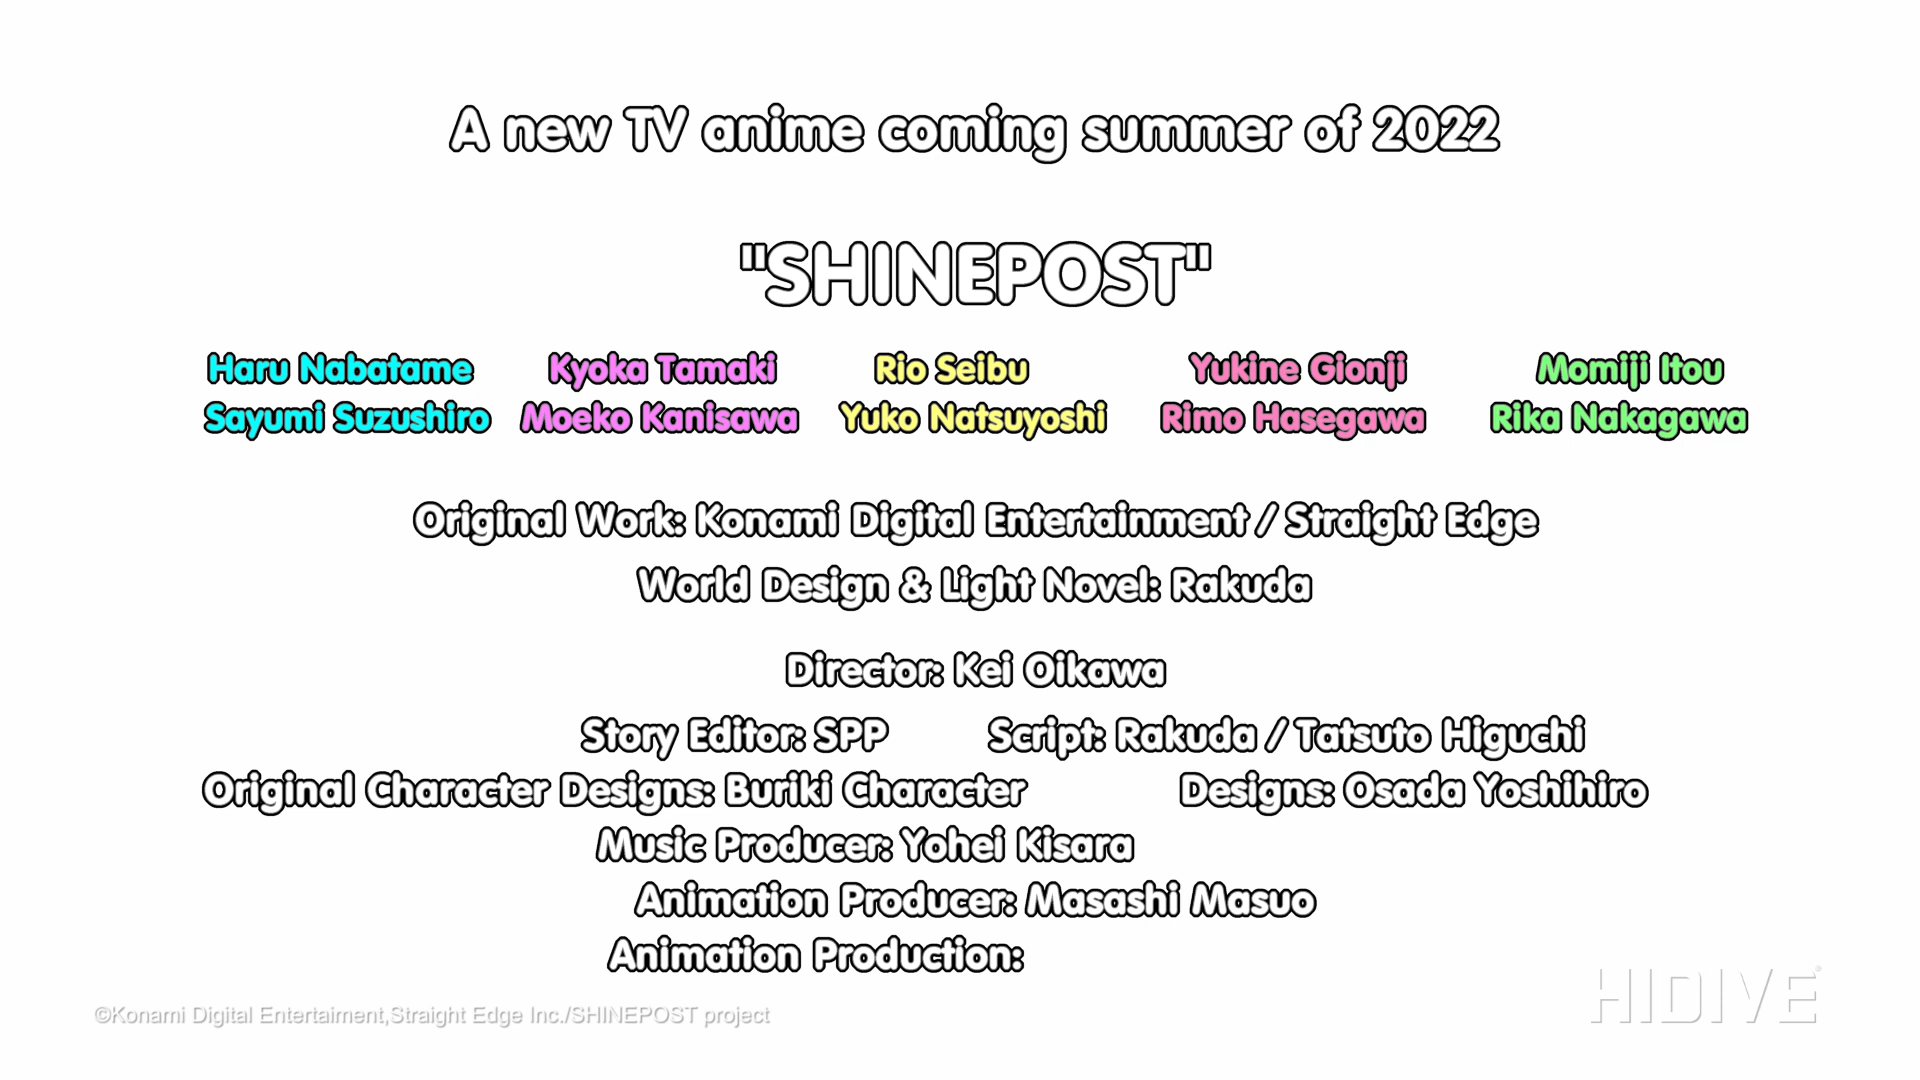 A new TV anime coming summer of 2022
"SHINEPOST"
Haru Nabatame Kyoka Tamaki Rio Seibu Yukine Gionji Momiji Itou
Sayumi Suzushiro Moeko Kanisawa Yuko Natsuyoshi Rimo Hasegawa Rika Nakagawa
Original Work: Konami Digital Entertainment / Straight Edge
World Design & Light Novel: Rakuda
Director: Kei Oikawa
Story Editor: SPP Script: Rakuda / Tatsuto Higuchi
Original Character Designs: Buriki Character Designs: Osada Yoshihiro
Music Producer: Yohei Kisara
Animation Producer: Masashi Masuo
Animation Production:
©Konami Digital Entertaiment,Straight Edge Inc./SHINEPOST project
HIDIVE